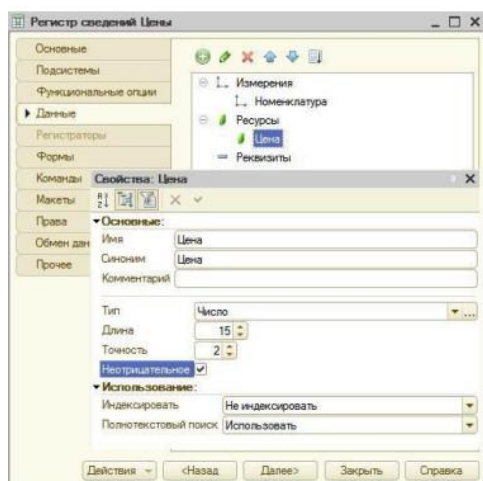 Регистр сведений Цены
Основные
Подсистемы
Функциональные опции
Данные
Регистраторы
Формы
Команды
Макеты
Права
Обмен дан
Прочее
Измерения
Номенклатура
Ресурсы
Цена
Реквизиты
Свойства: Цена
Основные:
Имя Цена
Синоним Цена
Комментарий
Тип Число ...
Длина 15
Точность 2
Неотрицательное
Использование:
Индексировать Не индексировать
Полнотекстовый поиск Использовать
Действия <Назад Далее> Закрыть Справка